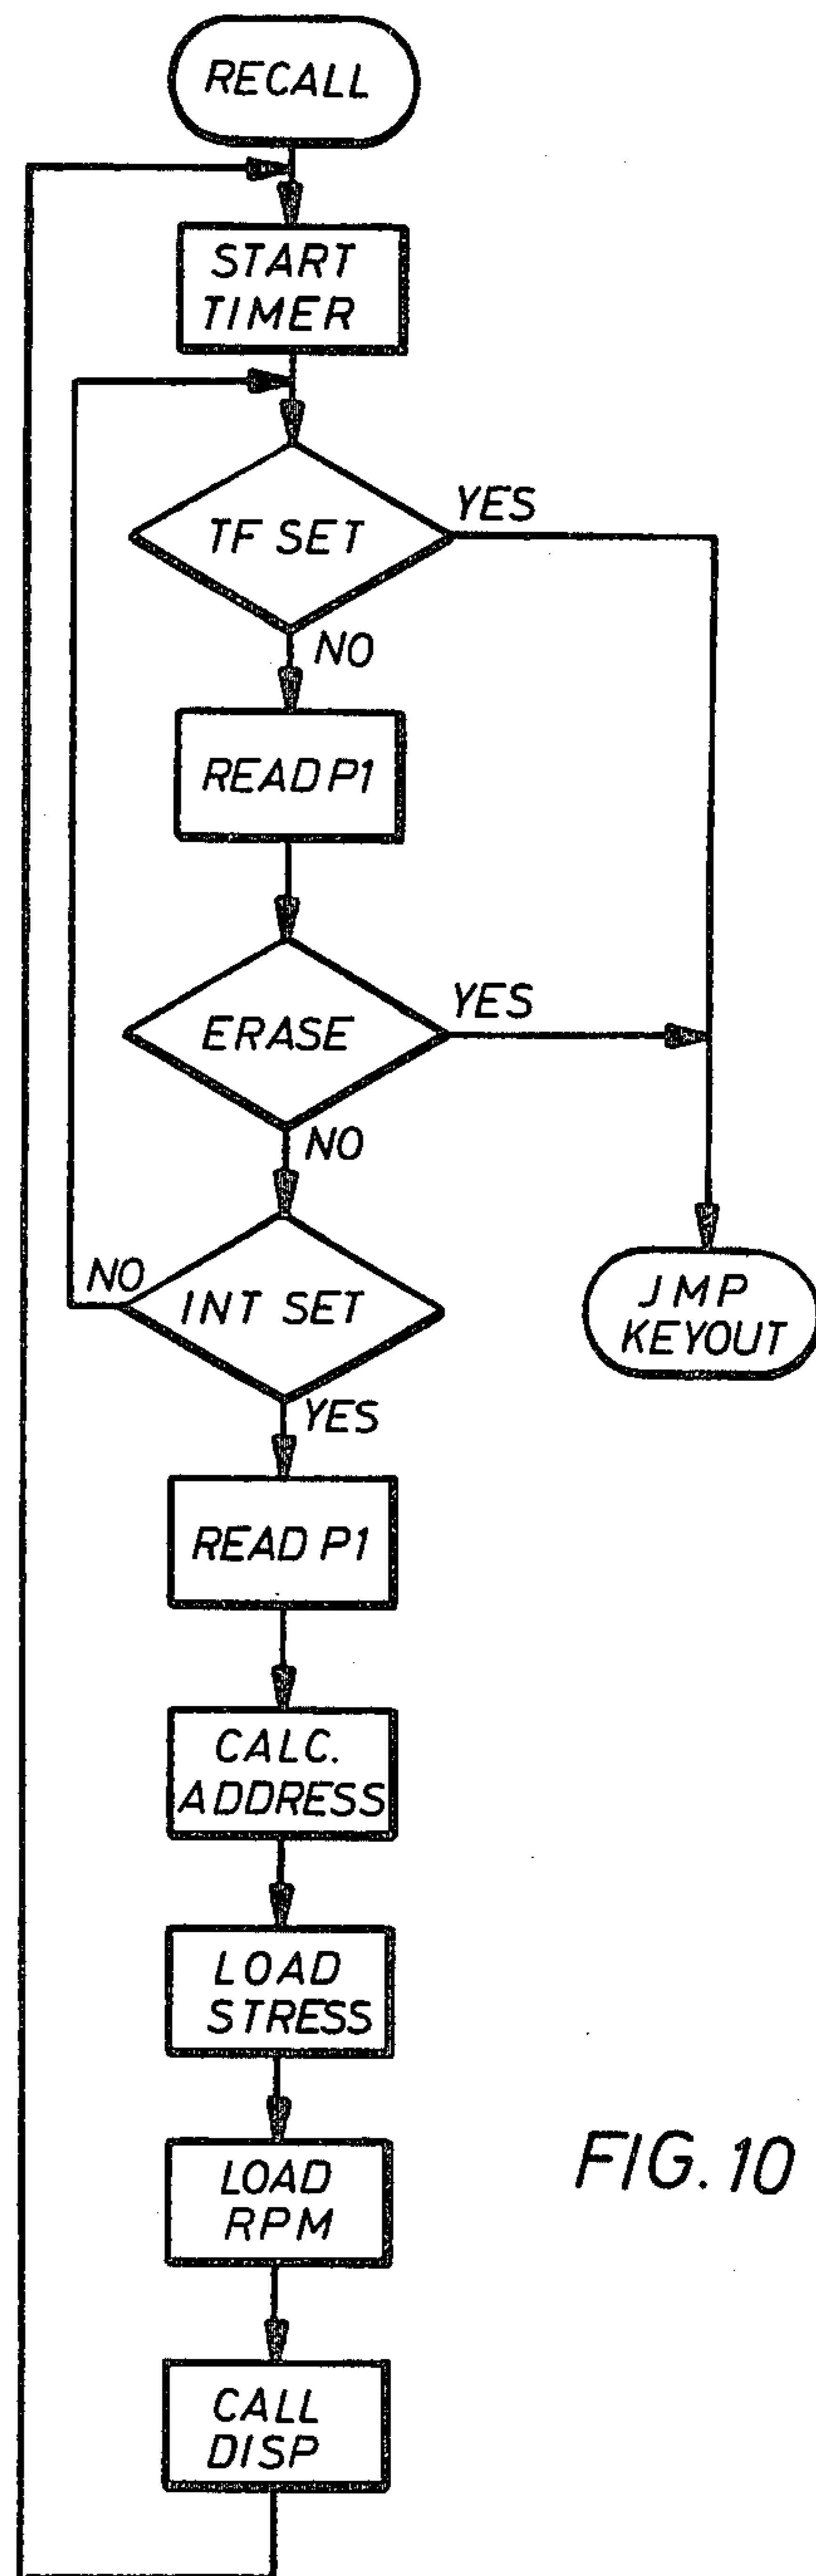 RECALL
START
TIMER
TF SET
YES
NO
READ P1
ERASE
YES
NO
INT SET
NO
YES
JMP
KEYOUT
READ P1
CALC.
ADDRESS
LOAD
STRESS
LOAD
RPM
CALL
DISP
FIG. 10